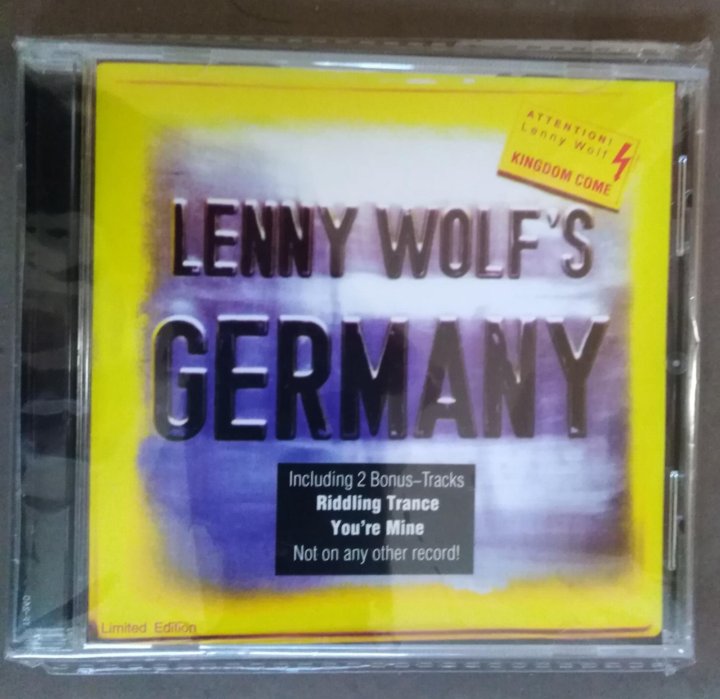 ATTENTION!
Lenny Wolf
KINGDOM COME
LENNY WOLF'S
GERMANY
Including 2 Bonus-Tracks
Riddling Trance
You're Mine
Not on any other record!
Limited Edition